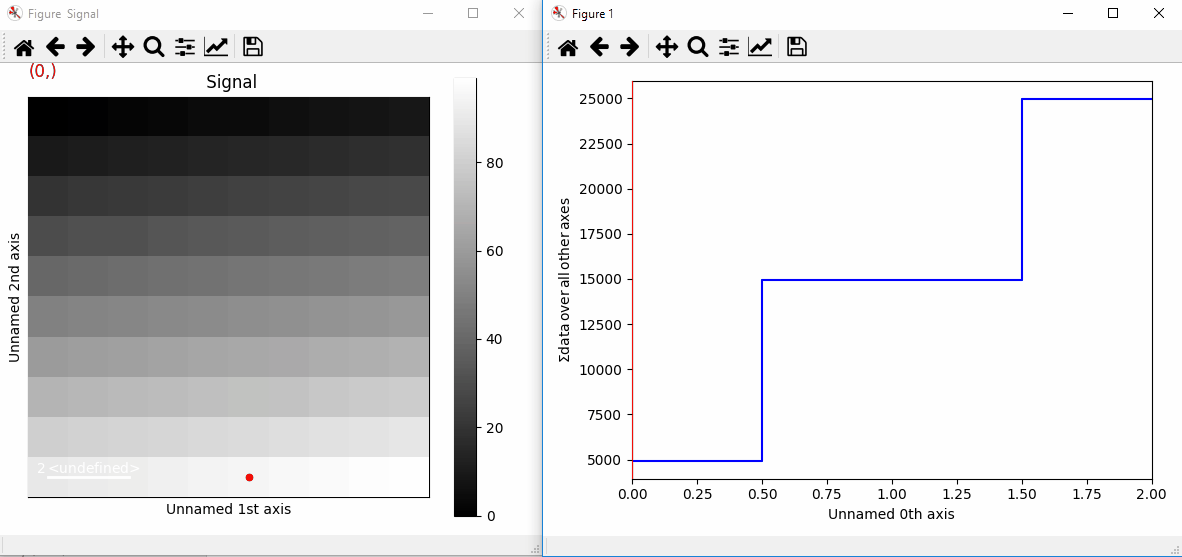 Figure Signal
(0,)
Signal
80
60
40
20
0
Unnamed 2nd axis
2 <undefined>
Unnamed 1st axis
Figure 1
25000
22500
20000
17500
15000
12500
10000
7500
5000
Σdata over all other axes
0.00 0.25 0.50 0.75 1.00 1.25 1.50 1.75 2.00
Unnamed 0th axis